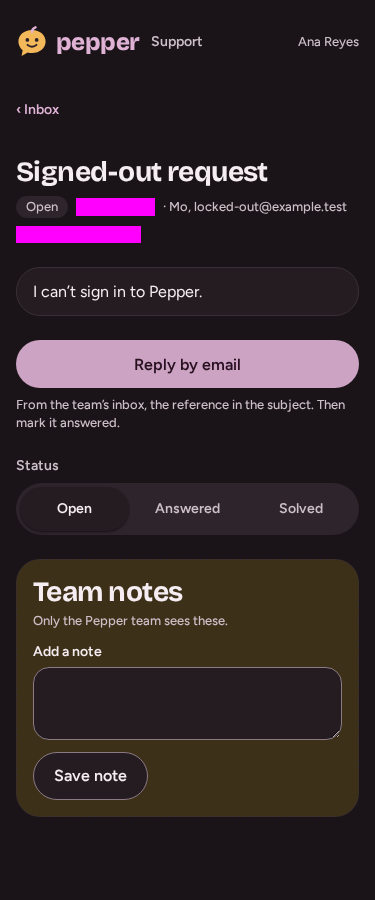 pepper Support Ana Reyes
‹ Inbox
Signed-out request
Open · Mo, locked-out@example.test
I can’t sign in to Pepper.
Reply by email
From the team’s inbox, the reference in the subject. Then
mark it answered.
Status
Open Answered Solved
Team notes
Only the Pepper team sees these.
Add a note
Save note